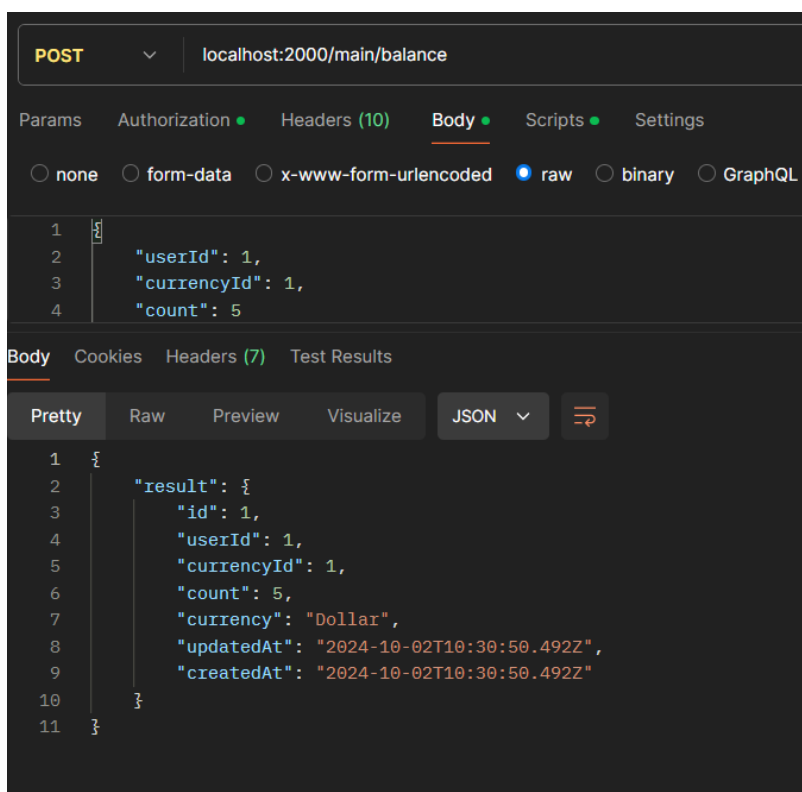 POST localhost:2000/main/balance
Params Authorization Headers (10) Body Scripts Settings
none form-data x-www-form-urlencoded raw binary GraphQL
1 {
2 "userId": 1,
3 "currencyId": 1,
4 "count": 5
Body Cookies Headers (7) Test Results
Pretty Raw Preview Visualize JSON
1 {
2 "result": {
3 "id": 1,
4 "userId": 1,
5 "currencyId": 1,
6 "count": 5,
7 "currency": "Dollar",
8 "updatedAt": "2024-10-02T10:30:50.492Z",
9 "createdAt": "2024-10-02T10:30:50.492Z"
10 }
11 }